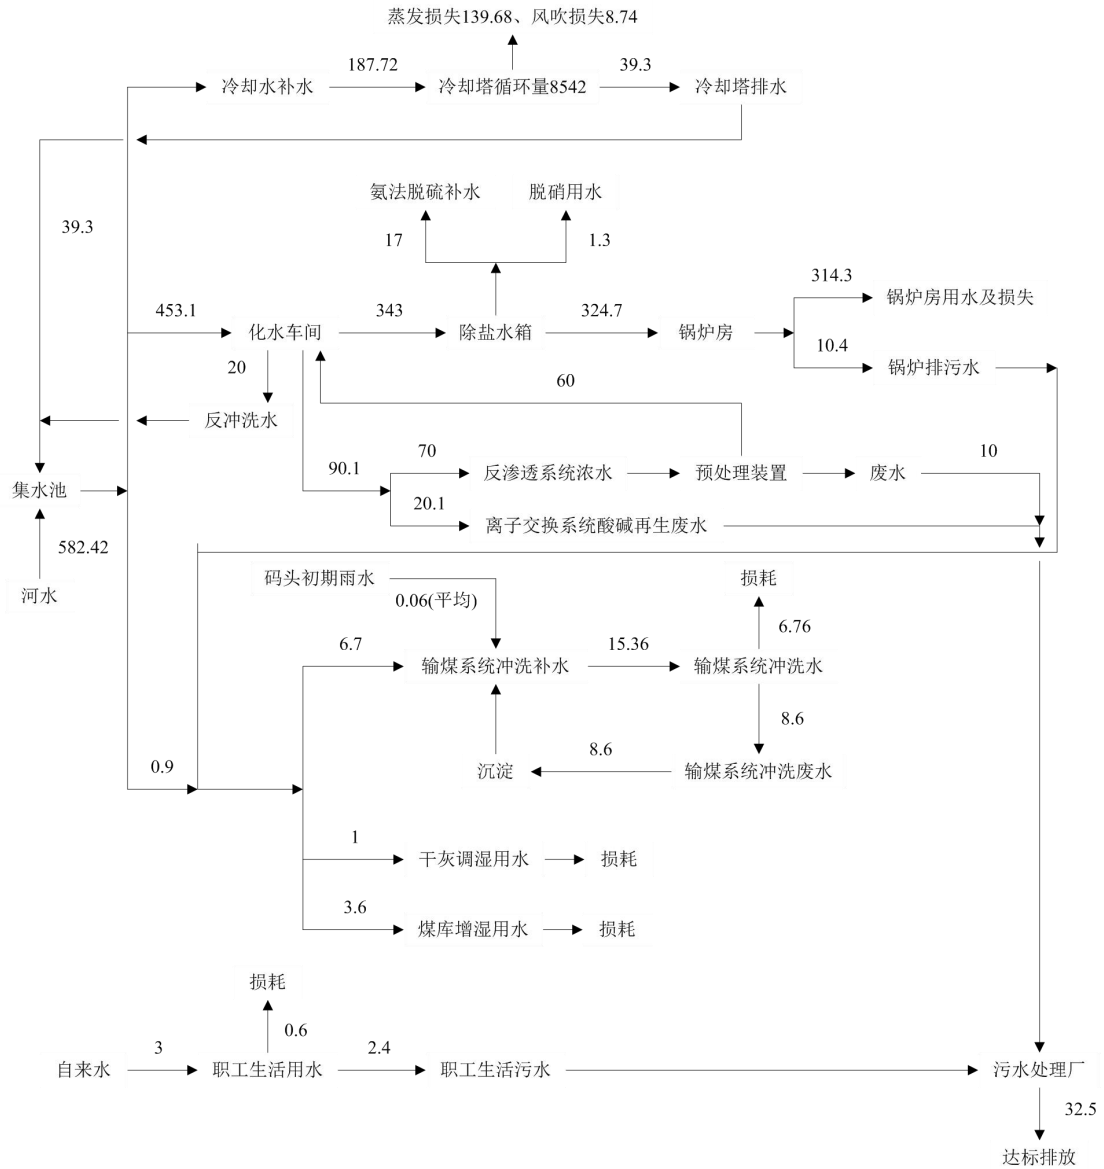 蒸发损失139.68、风吹损失8.74
187.72
39.3
冷却水补水
冷却塔循环量8542
冷却塔排水
氨法脱硫补水
脱硝用水
39.3
17
1.3
314.3
锅炉房用水及损失
453.1
343
324.7
化水车间
除盐水箱
锅炉房
10.4
20
锅炉排污水
60
反冲洗水
70
10
90.1
反渗透系统浓水
预处理装置
废水
集水池
20.1
离子交换系统酸碱再生废水
582.42
河水
码头初期雨水
损耗
0.06(平均)
6.76
6.7
15.36
输煤系统冲洗补水
输煤系统冲洗水
8.6
0.9
8.6
沉淀
输煤系统冲洗废水
1
干灰调湿用水
损耗
3.6
煤库增湿用水
损耗
损耗
0.6
3
2.4
自来水
职工生活用水
职工生活污水
污水处理厂
32.5
达标排放